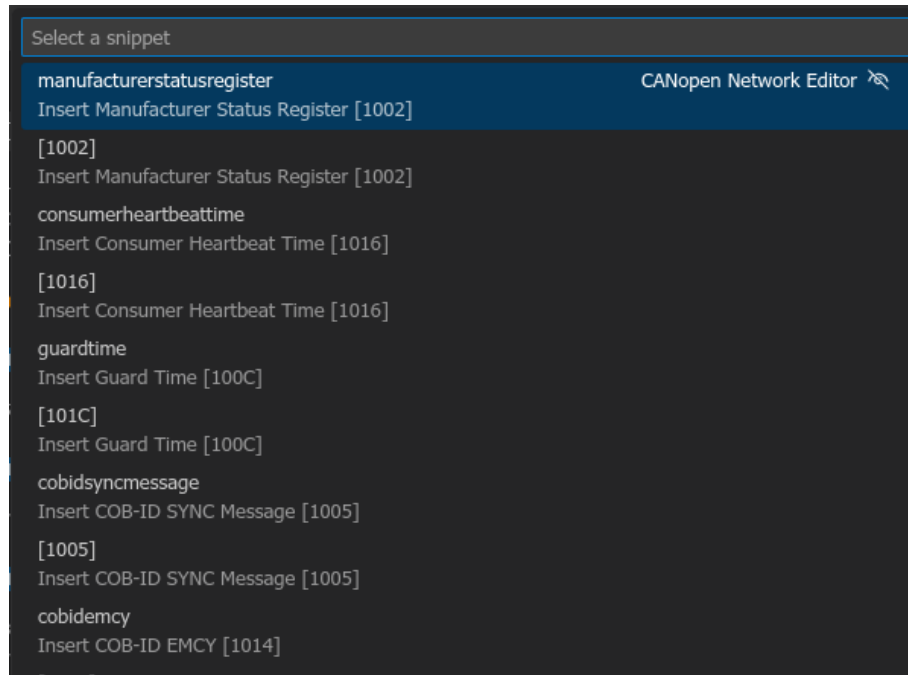 Select a snippet
manufacturerstatusregister CANopen Network Editor
Insert Manufacturer Status Register [1002]
[1002]
Insert Manufacturer Status Register [1002]
consumerheartbeattime
Insert Consumer Heartbeat Time [1016]
[1016]
Insert Consumer Heartbeat Time [1016]
guardtime
Insert Guard Time [100C]
[101C]
Insert Guard Time [100C]
cobidsyncmessage
Insert COB-ID SYNC Message [1005]
[1005]
Insert COB-ID SYNC Message [1005]
cobidemcy
Insert COB-ID EMCY [1014]